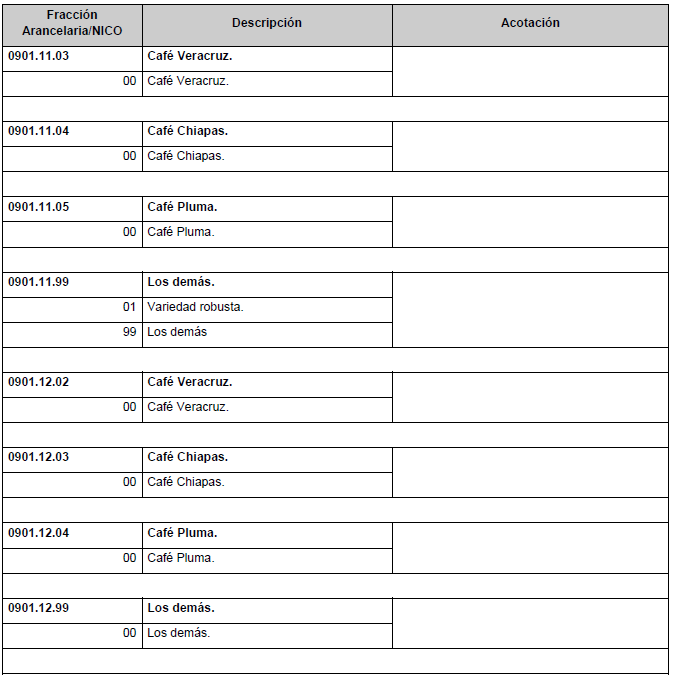 Fracción
Arancelaria/NICO
Descripción
Acotación
0901.11.03 Café Veracruz.
00 Café Veracruz.
0901.11.04 Café Chiapas.
00 Café Chiapas.
0901.11.05 Café Pluma.
00 Café Pluma.
0901.11.99 Los demás.
01 Variedad robusta.
99 Los demás
0901.12.02 Café Veracruz.
00 Café Veracruz.
0901.12.03 Café Chiapas.
00 Café Chiapas.
0901.12.04 Café Pluma.
00 Café Pluma.
0901.12.99 Los demás.
00 Los demás.